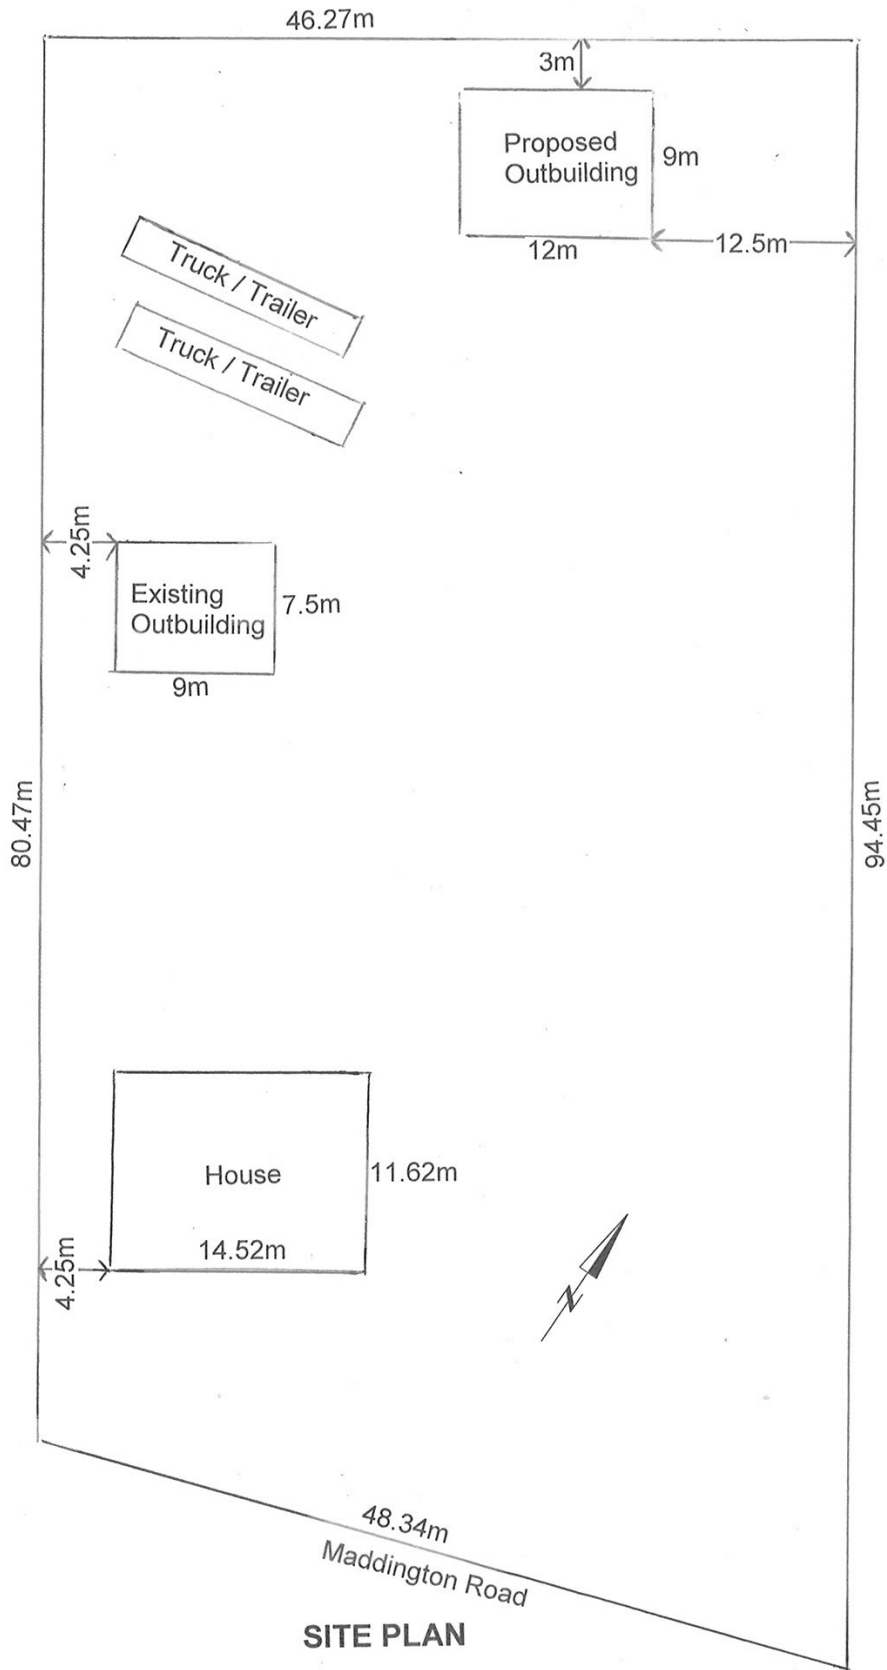 46.27m
3m
Proposed
Outbuilding
9m
12m
12.5m
Truck / Trailer
Truck / Trailer
4.25m
Existing
Outbuilding
7.5m
9m
80.47m
94.45m
House
11.62m
14.52m
4.25m
N
48.34m
Maddington Road
SITE PLAN